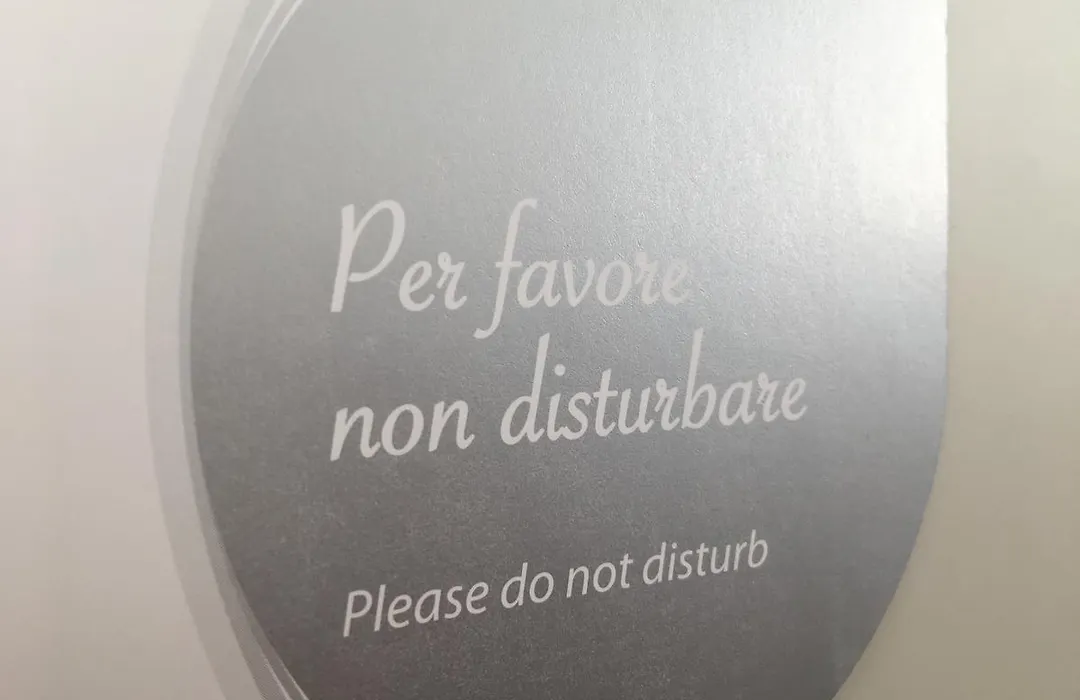 Per favore
non disturbare
Please do not disturb